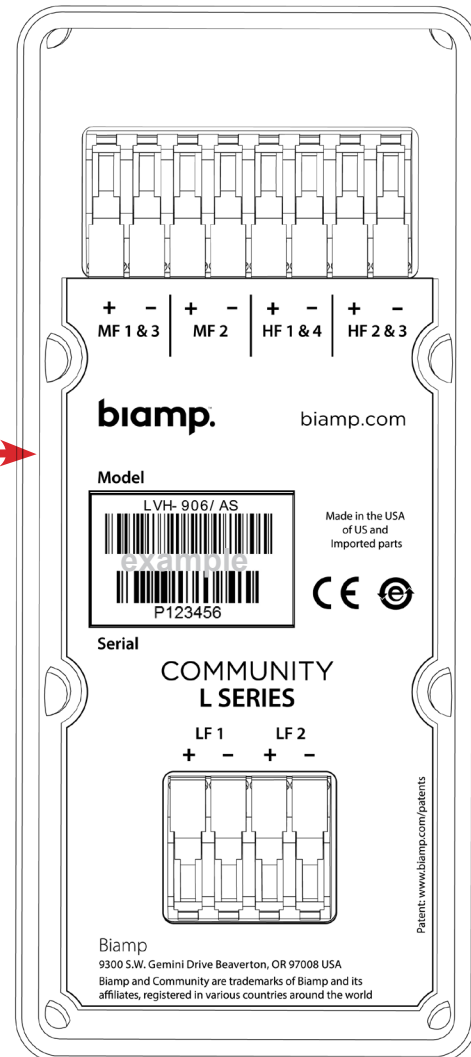 + − + − + − + −
MF 1 & 3 MF 2 HF 1 & 4 HF 2 & 3
biamp. biamp.com
Model
LVH- 906/ AS
example
P123456
Serial
Made in the USA
of US and
Imported parts
CE e
COMMUNITY
L SERIES
LF 1 LF 2
+ − + −
Patent: www.biamp.com/patents
Biamp
9300 S.W. Gemini Drive Beaverton, OR 97008 USA
Biamp and Community are trademarks of Biamp and its
affiliates, registered in various countries around the world